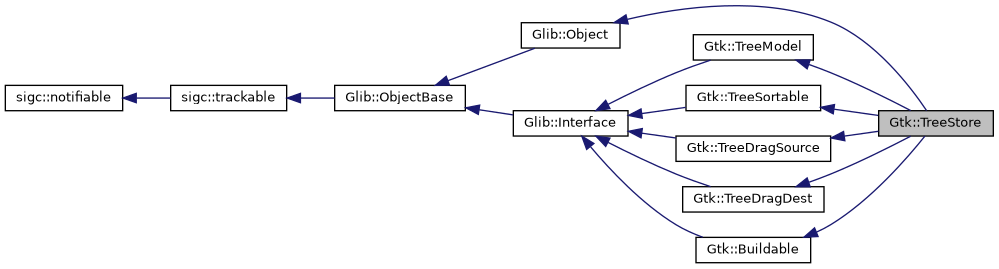 Glib::Object
Gtk::TreeModel
sigc::notifiable
sigc::trackable
Glib::ObjectBase
Gtk::TreeSortable
Glib::Interface
Gtk::TreeStore
Gtk::TreeDragSource
Gtk::TreeDragDest
Gtk::Buildable